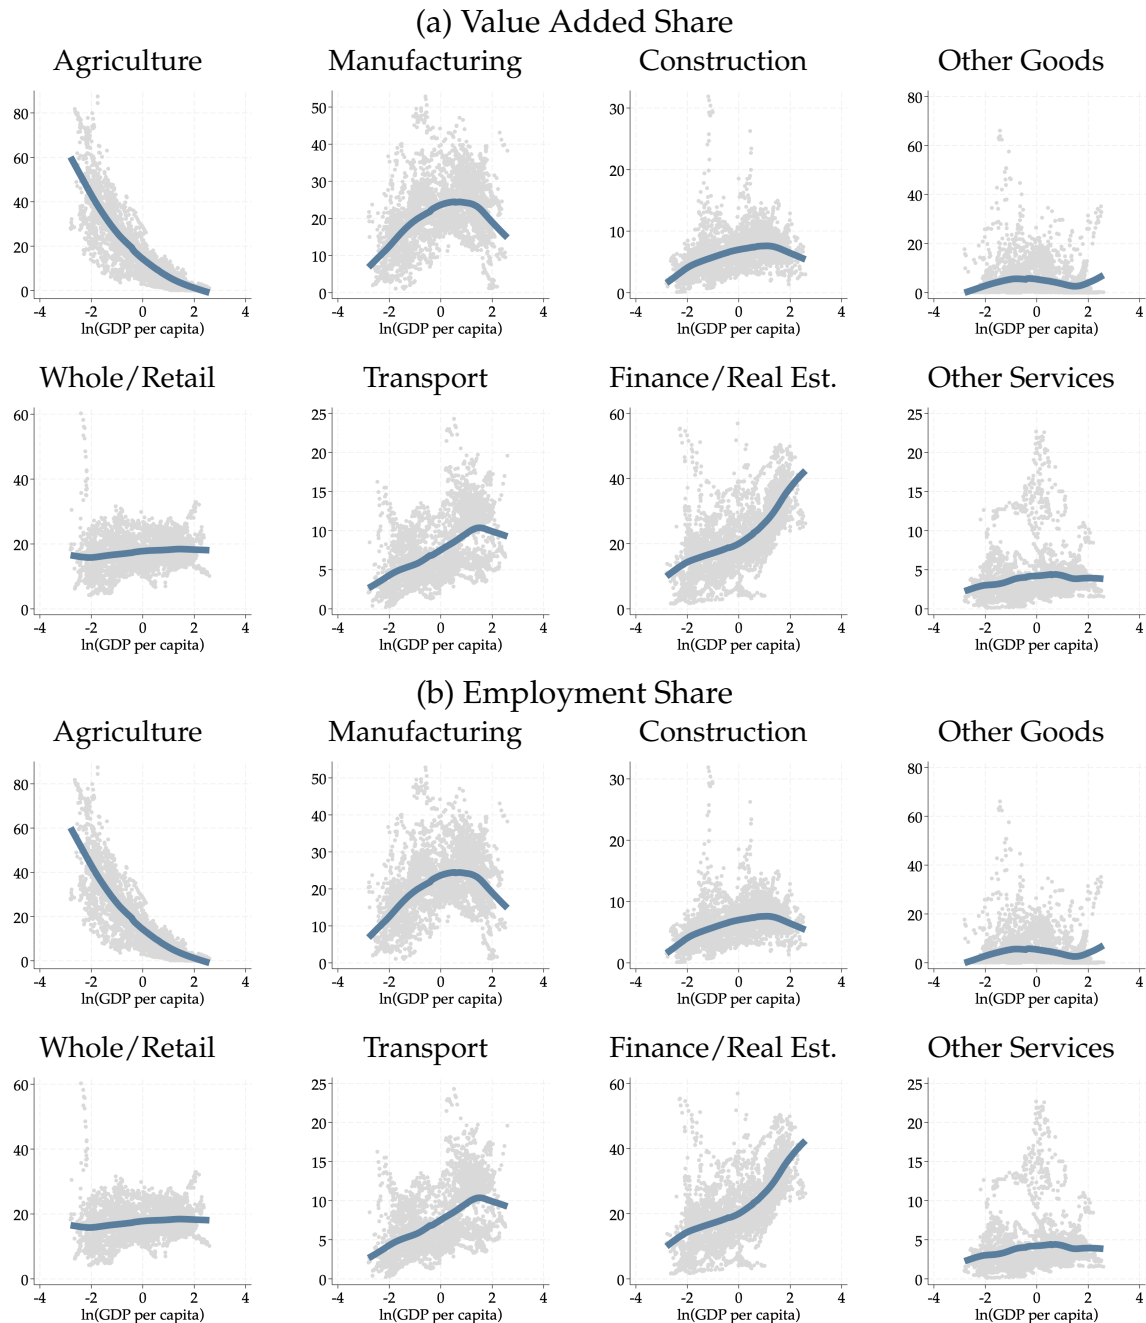 (a) Value Added Share
Agriculture Manufacturing Construction Other Goods
80 50 30 80
60 40 60
40 30 20 40
20 20 10 20
0 10 0 0
0
-4 -2 0 2 4 -4 -2 0 2 4 -4 -2 0 2 4 -4 -2 0 2 4
ln(GDP per capita) ln(GDP per capita) ln(GDP per capita) ln(GDP per capita)
Whole/Retail Transport Finance/Real Est. Other Services
60 25 60 25
40 20 40 20
20 15 20 15
0 10 0 10
5 5
0 0
-4 -2 0 2 4 -4 -2 0 2 4 -4 -2 0 2 4 -4 -2 0 2 4
ln(GDP per capita) ln(GDP per capita) ln(GDP per capita) ln(GDP per capita)
(b) Employment Share
Agriculture Manufacturing Construction Other Goods
80 50 30 80
60 40 60
40 30 20 40
20 20 10 20
0 10 0 0
0
-4 -2 0 2 4 -4 -2 0 2 4 -4 -2 0 2 4 -4 -2 0 2 4
ln(GDP per capita) ln(GDP per capita) ln(GDP per capita) ln(GDP per capita)
Whole/Retail Transport Finance/Real Est. Other Services
60 25 60 25
40 20 40 20
20 15 20 15
0 10 0 10
5 5
0 0
-4 -2 0 2 4 -4 -2 0 2 4 -4 -2 0 2 4 -4 -2 0 2 4
ln(GDP per capita) ln(GDP per capita) ln(GDP per capita) ln(GDP per capita)